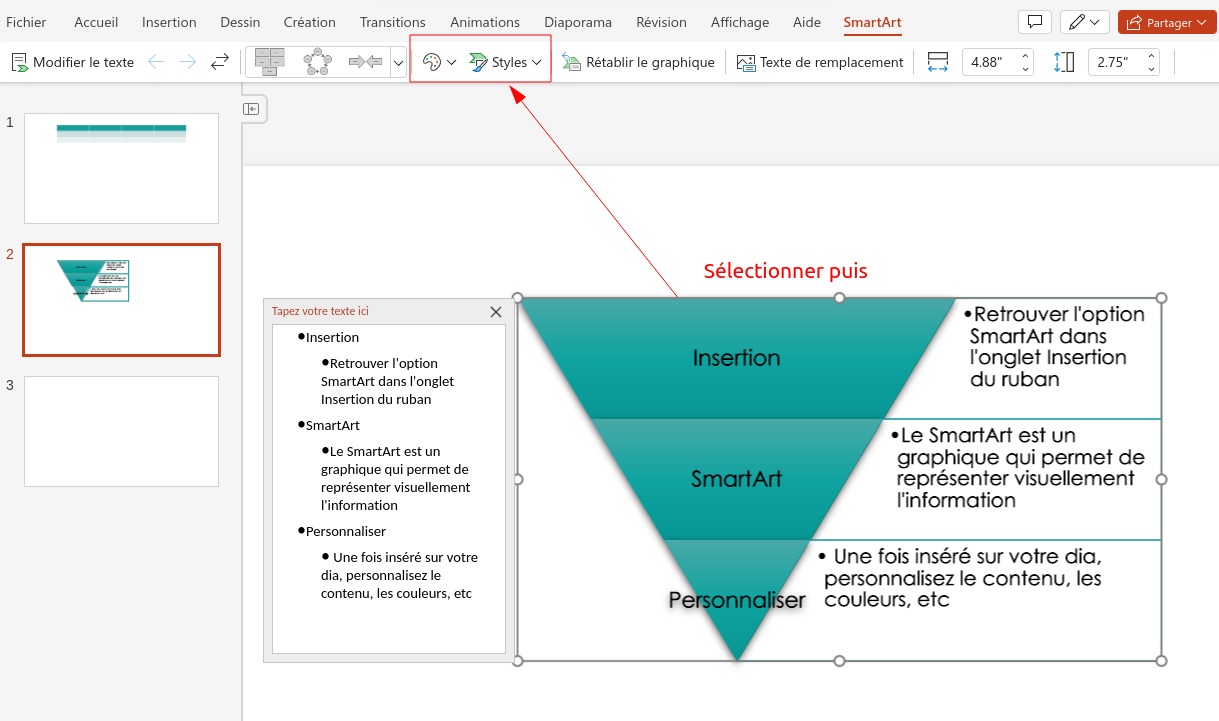 Fichier Accueil Insertion Dessin Création Transitions Animations Diaporama Révision Affichage Aide SmartArt Partager
Modifier le texte Styles Rétablir le graphique Texte de remplacement 4.88" 2.75"
1
2
3
Sélectionner puis
Tapez votre texte ici
•Insertion
•Retrouver l'option
SmartArt dans l'onglet
Insertion du ruban
•SmartArt
•Le SmartArt est un
graphique qui permet de
représenter visuellement
l'information
•Personnaliser
• Une fois inséré sur votre
dia, personnalisez le
contenu, les couleurs, etc
Insertion
•Retrouver l'option
SmartArt dans
l'onglet Insertion
du ruban
SmartArt
•Le SmartArt est un
graphique qui permet de
représenter visuellement
l'information
Personnaliser
• Une fois inséré sur votre dia,
personnalisez le contenu, les
couleurs, etc